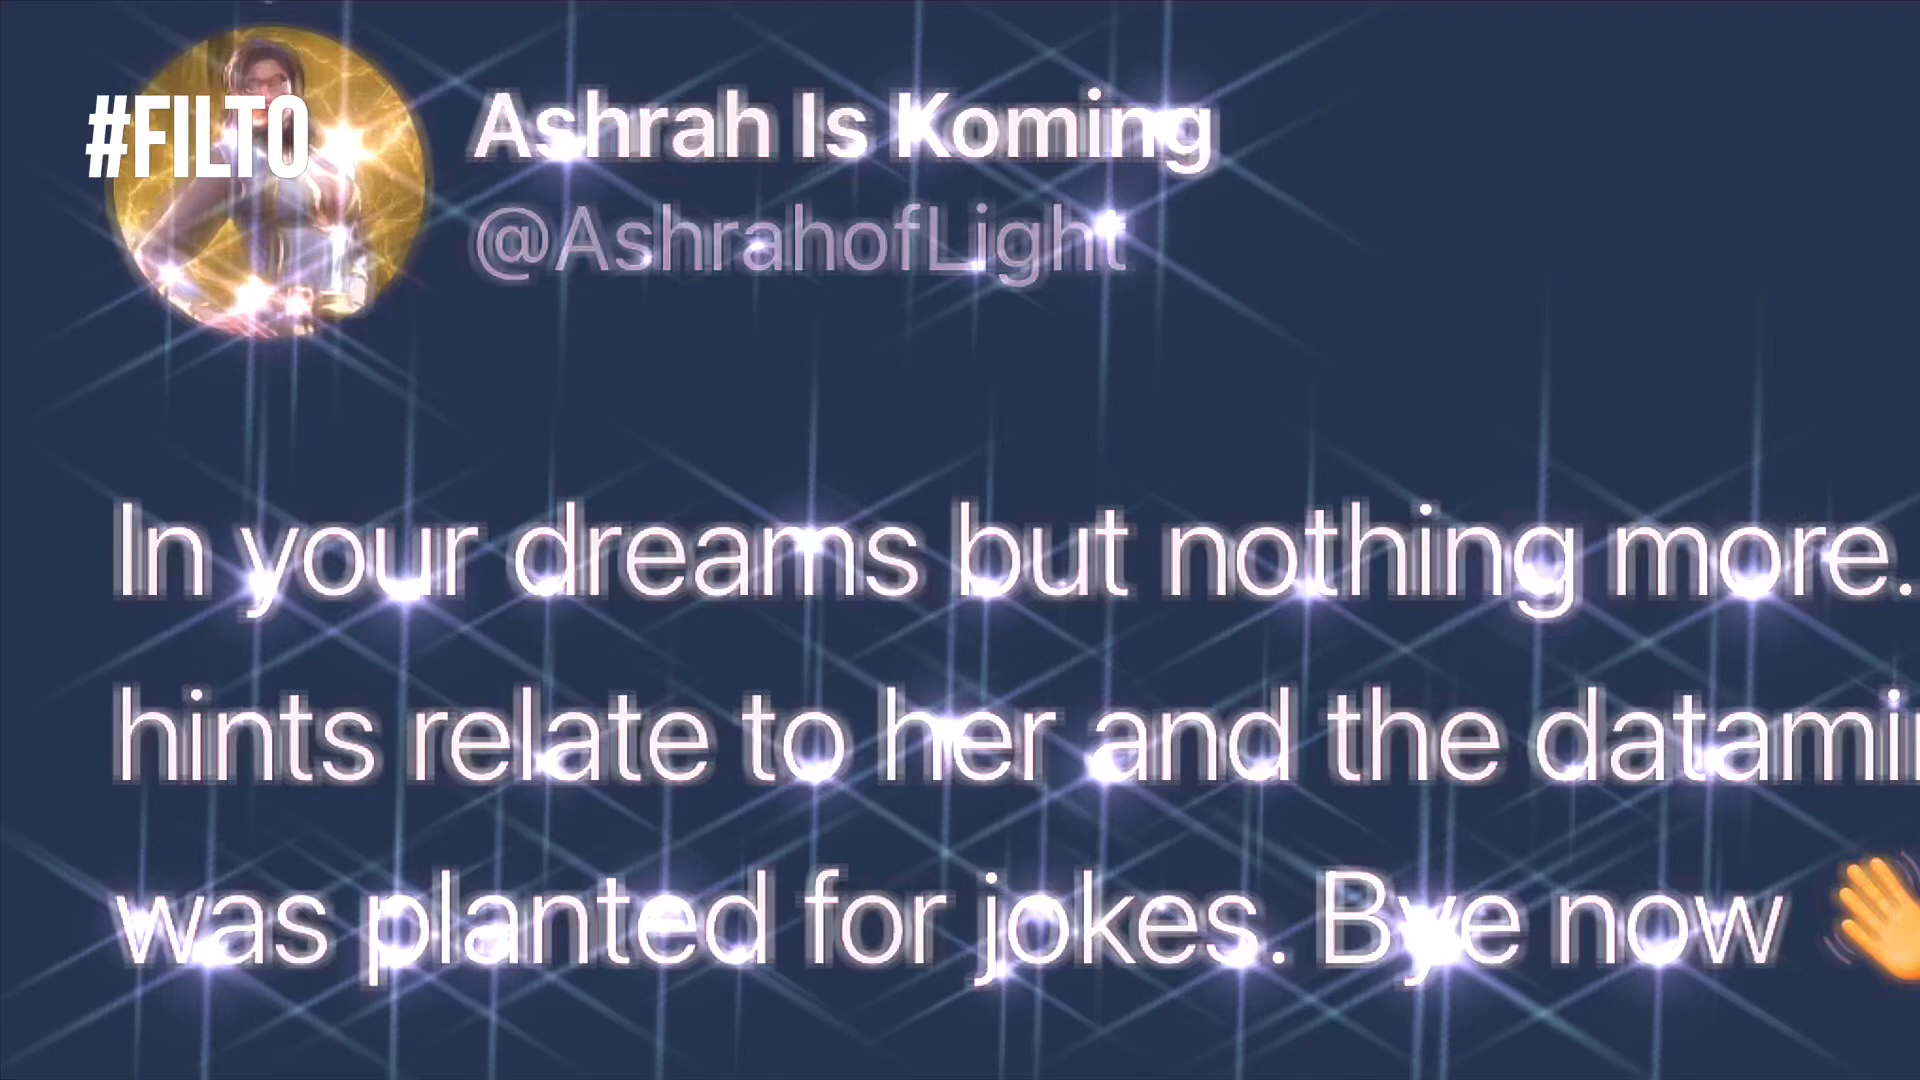 #FILTO
Ashrah Is Koming
@AshrahofLight
In your dreams but nothing more.
hints relate to her and the datami
was planted for jokes. Bye now 👋